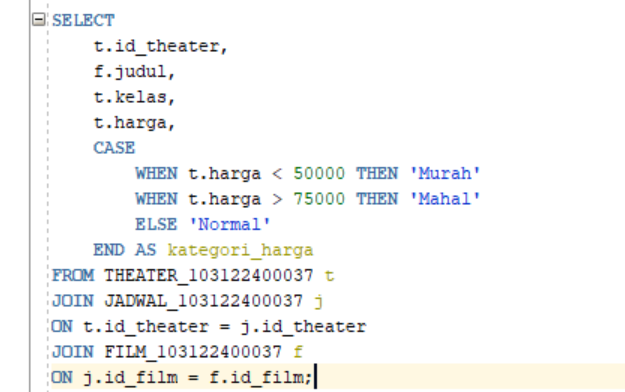 SELECT
t.id_theater,
f.judul,
t.kelas,
t.harga,
CASE
WHEN t.harga < 50000 THEN 'Murah'
WHEN t.harga > 75000 THEN 'Mahal'
ELSE 'Normal'
END AS kategori_harga
FROM THEATER_103122400037 t
JOIN JADWAL_103122400037 j
ON t.id_theater = j.id_theater
JOIN FILM_103122400037 f
ON j.id_film = f.id_film;